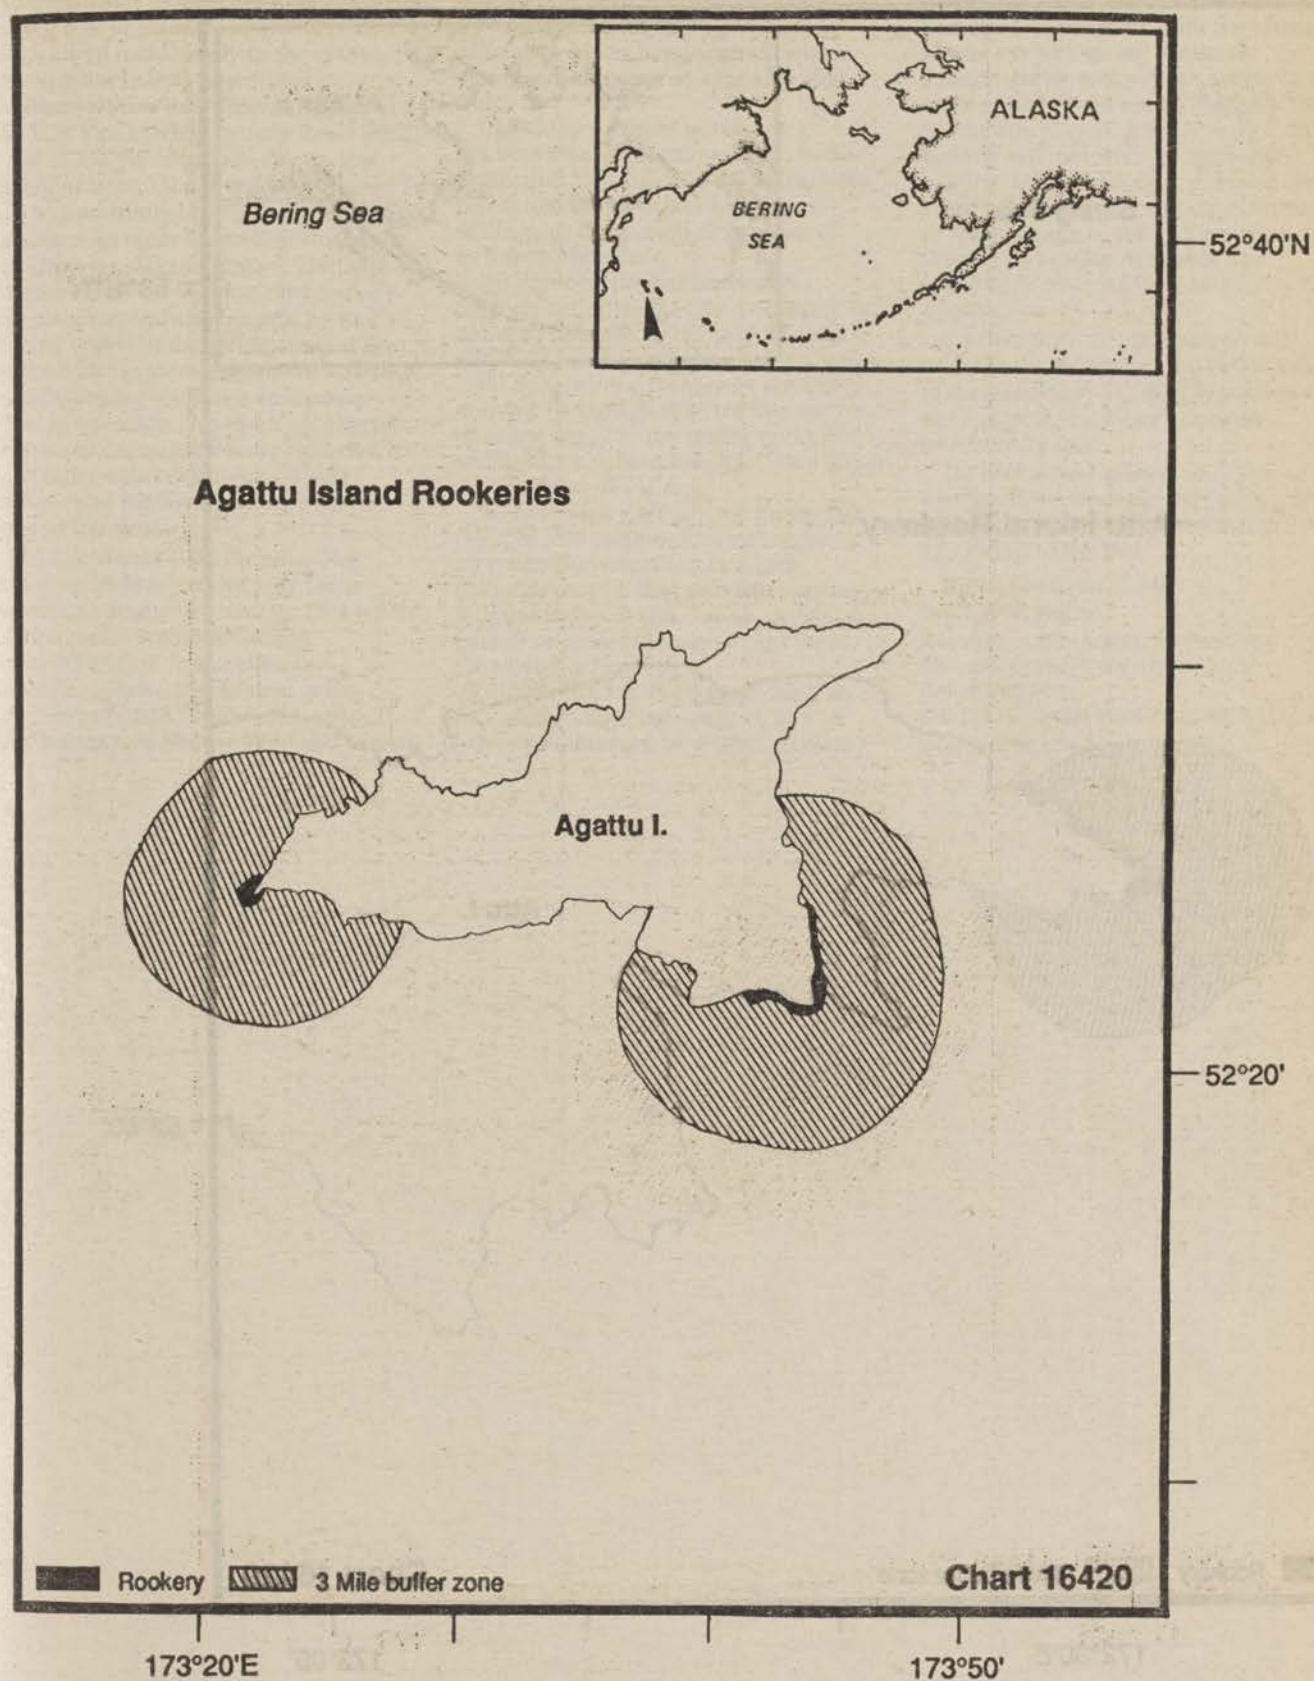 ALASKA
BERING
SEA
Bering Sea
52°40'N
Agattu Island Rookeries
Agattu I.
52°20'
Rookery
3 Mile buffer zone
Chart 16420
173°20'E
173°50'